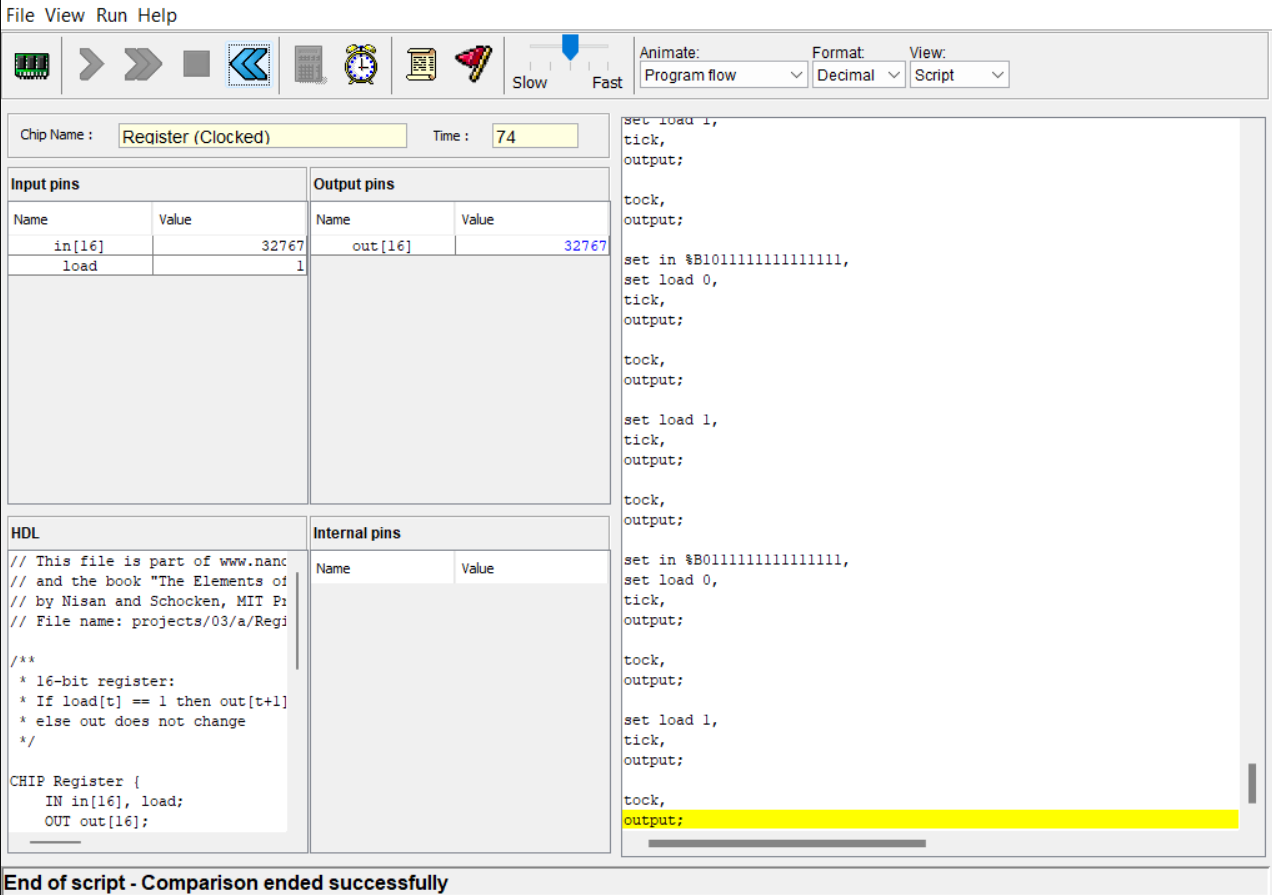 File View Run Help
Animate: Format: View:
Slow Fast Program flow Decimal Script
Chip Name : Register (Clocked) Time : 74
Input pins
Name Value
in[16] 32767
load 1
Output pins
Name Value
out[16] 32767
HDL
// This file is part of www.nand
// and the book "The Elements of
// by Nisan and Schocken, MIT Pr
// File name: projects/03/a/Regi
/**
* 16-bit register:
* If load[t] == 1 then out[t+1]
* else out does not change
*/
CHIP Register {
IN in[16], load;
OUT out[16];
Internal pins
Name Value
set load 1,
tick,
output;
tock,
output;
set in %B1011111111111111,
set load 0,
tick,
output;
tock,
output;
set load 1,
tick,
output;
tock,
output;
set in %B0111111111111111,
set load 0,
tick,
output;
tock,
output;
set load 1,
tick,
output;
tock,
output;
End of script - Comparison ended successfully